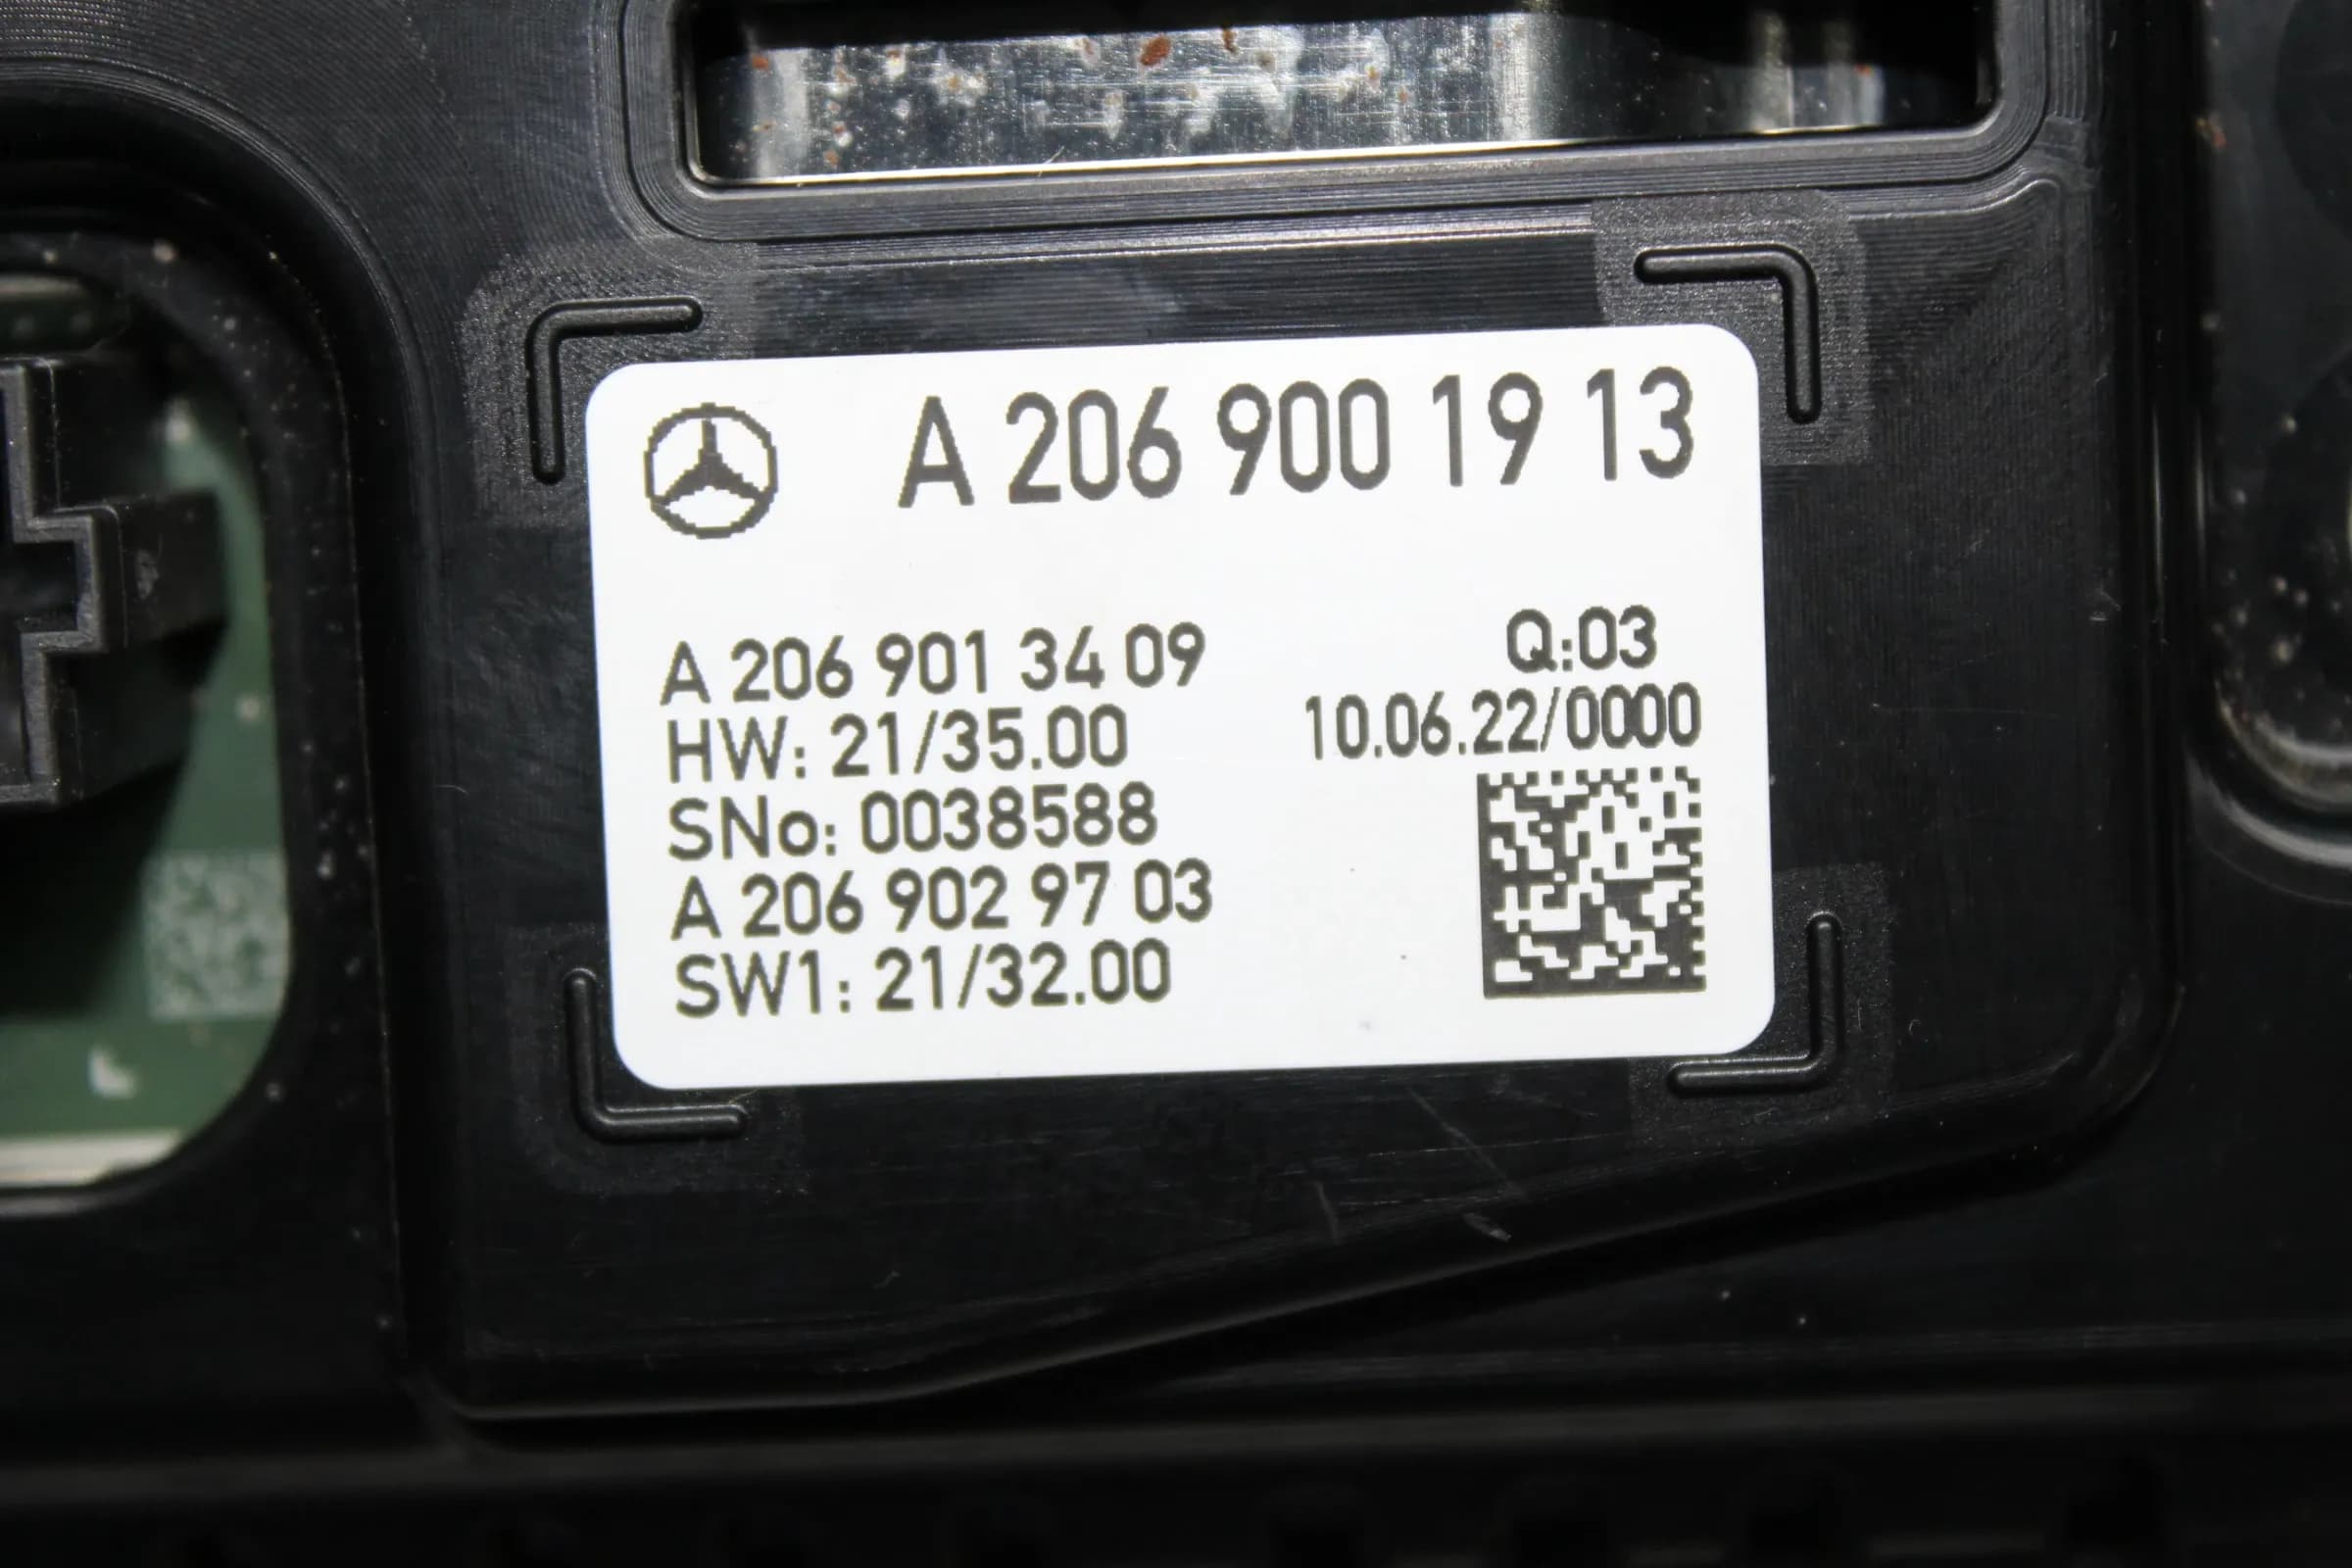 A 206 900 19 13
A 206 901 34 09
Q:03
HW: 21/35.00
10.06.22/0000
SNo: 0038588
A 206 902 97 03
SW1: 21/32.00